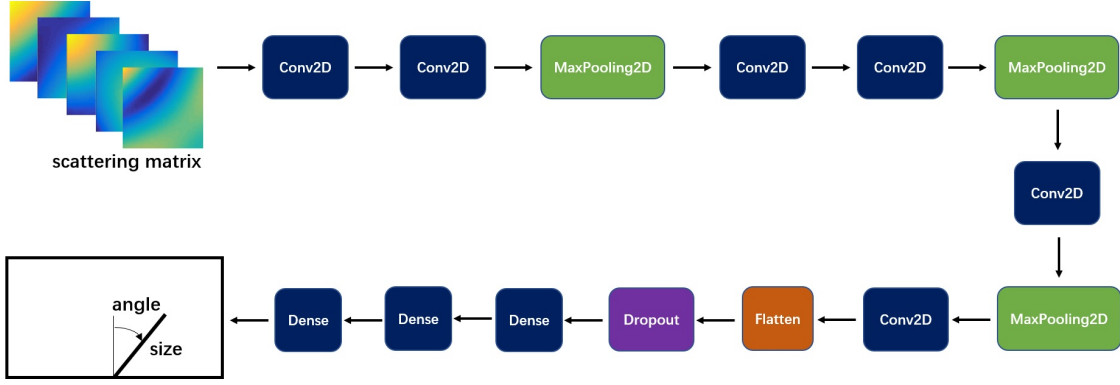 scattering matrix
Conv2D
Conv2D
MaxPooling2D
Conv2D
Conv2D
MaxPooling2D
Conv2D
MaxPooling2D
Conv2D
Flatten
Dropout
Dense
Dense
Dense
angle
size